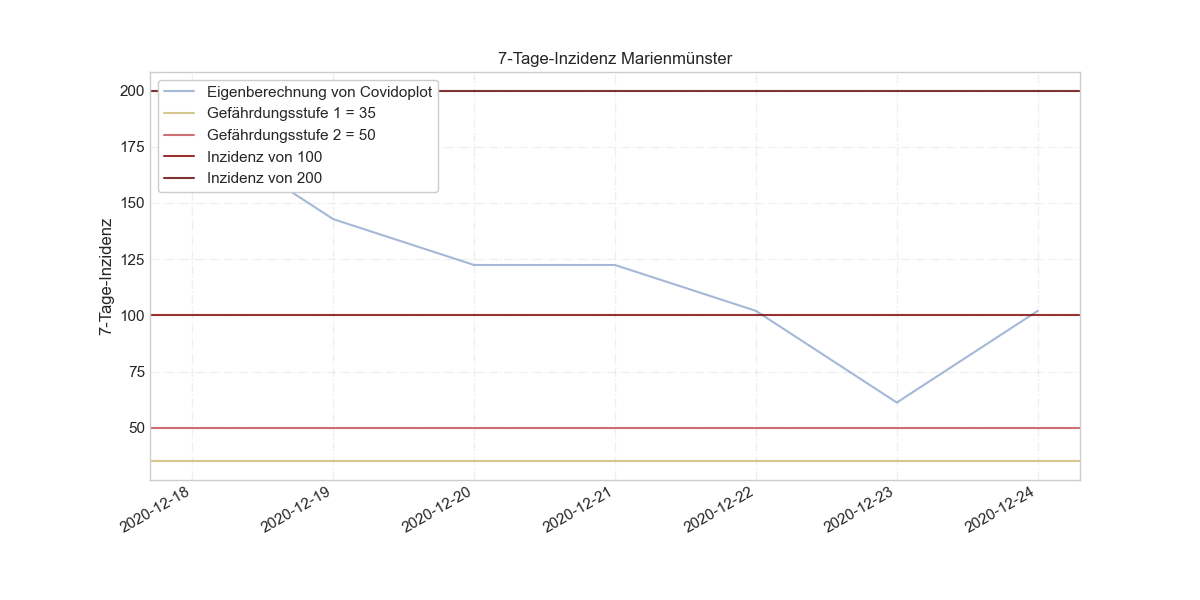 7-Tage-Inzidenz Marienmünster
Eigenberechnung von Covidoplot
Gefährdungsstufe 1 = 35
Gefährdungsstufe 2 = 50
Inzidenz von 100
Inzidenz von 200
7-Tage-Inzidenz
200
175
150
125
100
75
50
2020-12-18
2020-12-19
2020-12-20
2020-12-21
2020-12-22
2020-12-23
2020-12-24